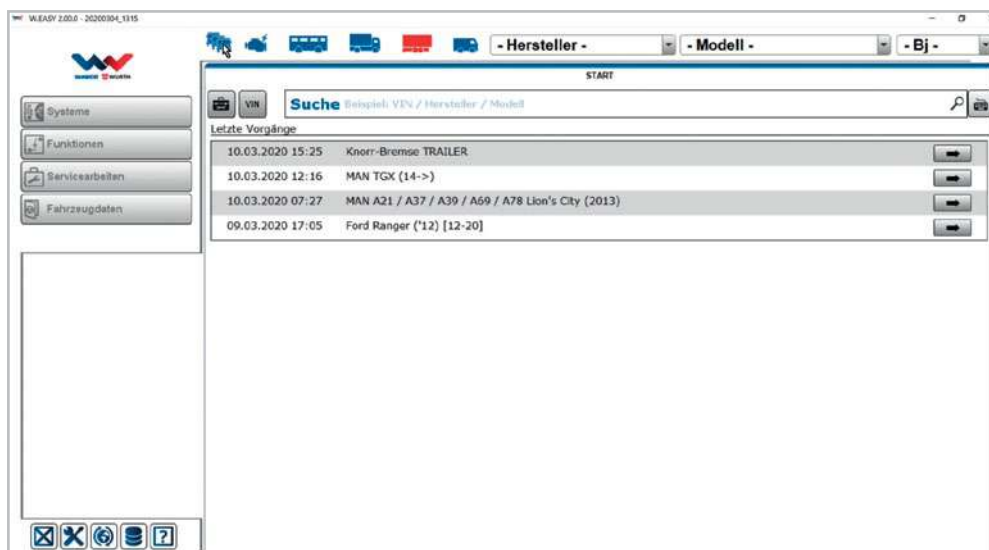 W.EASY 2.00.0 - 20200304_1315
- Hersteller -
- Modell -
- Bj -
WABCO WÜRTH
START
VIN
Suche Beispiel: VIN / Hersteller / Modell
Letzte Vorgänge
10.03.2020 15:25 Knorr-Bremse TRAILER
10.03.2020 12:16 MAN TGX (14->)
10.03.2020 07:27 MAN A21 / A37 / A39 / A69 / A78 Lion's City (2013)
09.03.2020 17:05 Ford Ranger ('12) [12-20]
Systeme
Funktionen
Servicearbeiten
Fahrzeugdaten
?